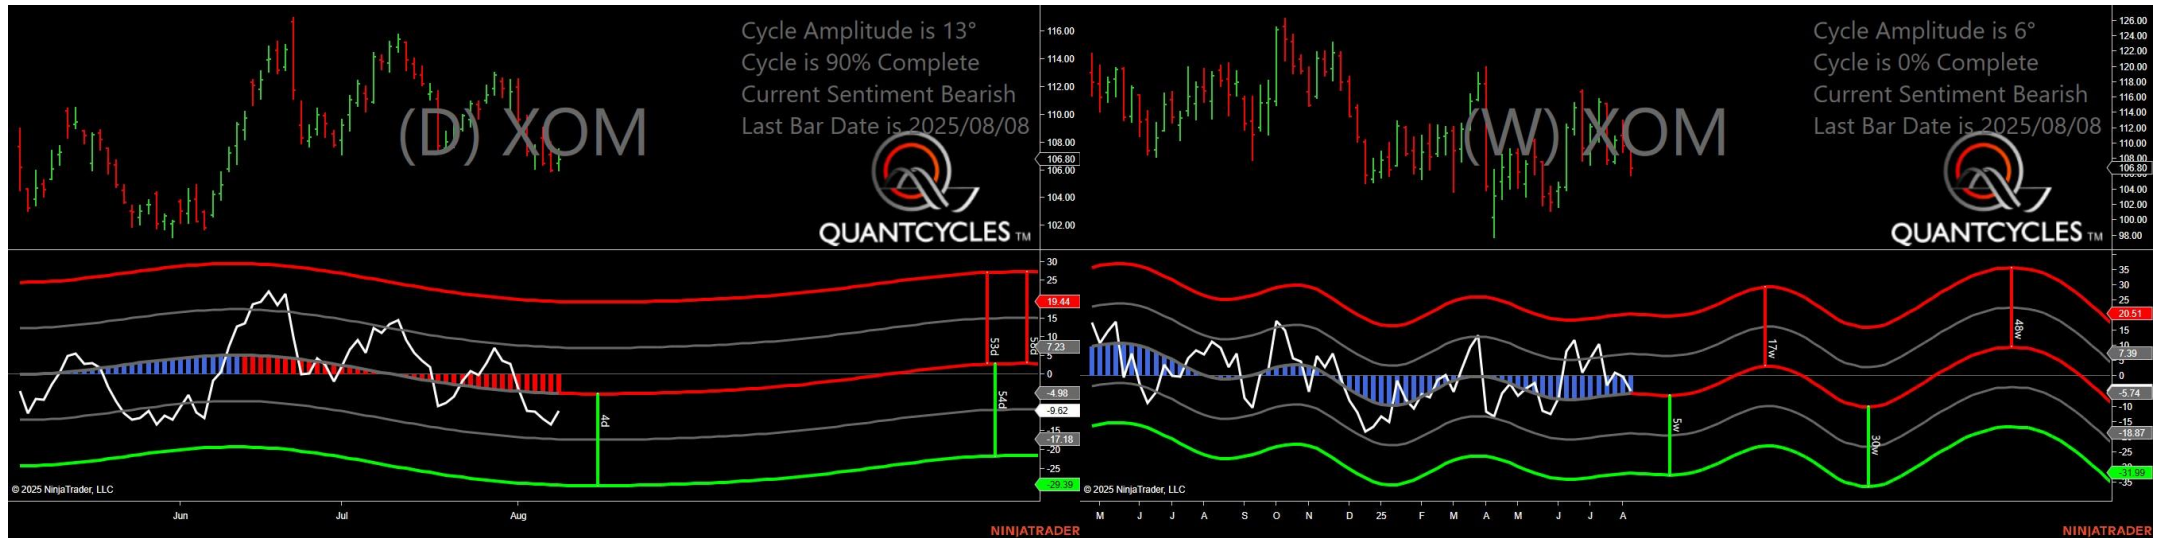 Cycle Amplitude is 13°
Cycle is 90% Complete
Current Sentiment Bearish
Last Bar Date is 2025/08/08
(D) XOM
QUANTCYCLES TM
116.00
114.00
112.00
110.00
108.00
106.80
106.00
104.00
102.00
30
25
19.44
15
10
7.23
5
0
-4.98
-9.62
-15
-17.18
-20
-25
-29.39
53d
58d
54d
4d
© 2025 NinjaTrader, LLC
Jun
Jul
Aug
NINJATRADER
Cycle Amplitude is 6°
Cycle is 0% Complete
Current Sentiment Bearish
Last Bar Date is 2025/08/08
(W) XOM
QUANTCYCLES TM
126.00
124.00
122.00
120.00
118.00
116.00
114.00
112.00
110.00
108.00
106.80
104.00
102.00
100.00
98.00
35
30
25
20.51
15
10
7.39
0
-5.74
-10
-15
-18.87
-25
-31.99
-35
17w
48w
5w
30w
© 2025 NinjaTrader, LLC
M
J
J
A
S
O
N
D
25
F
M
A
M
J
J
A
NINJATRADER